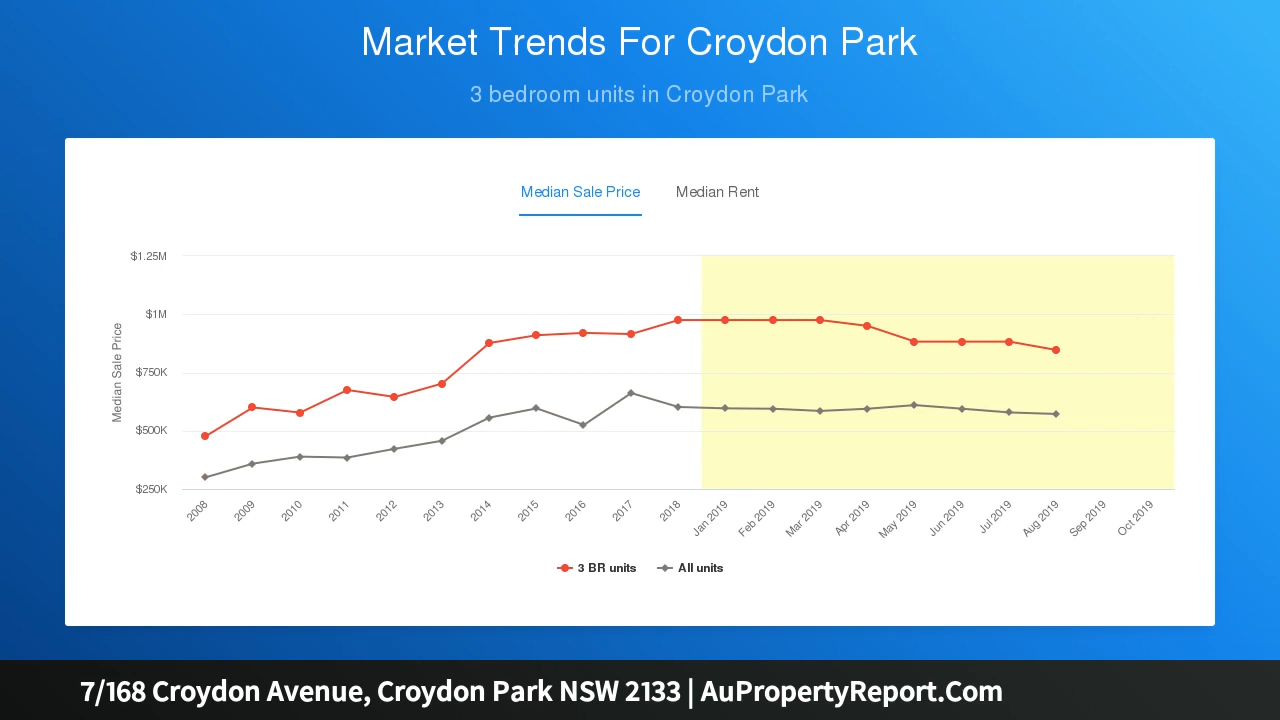 Market Trends For Croydon Park
3 bedroom units in Croydon Park
Median Sale Price Median Rent
$1.25M
$1M
$750K
$500K
$250K
Median Sale Price
2008 2009 2010 2011 2012 2013 2014 2015 2016 2017 2018 Jan 2019 Feb 2019 Mar 2019 Apr 2019 May 2019 Jun 2019 Jul 2019 Aug 2019 Sep 2019 Oct 2019
3 BR units All units
7/168 Croydon Avenue, Croydon Park NSW 2133 | AuPropertyReport.Com